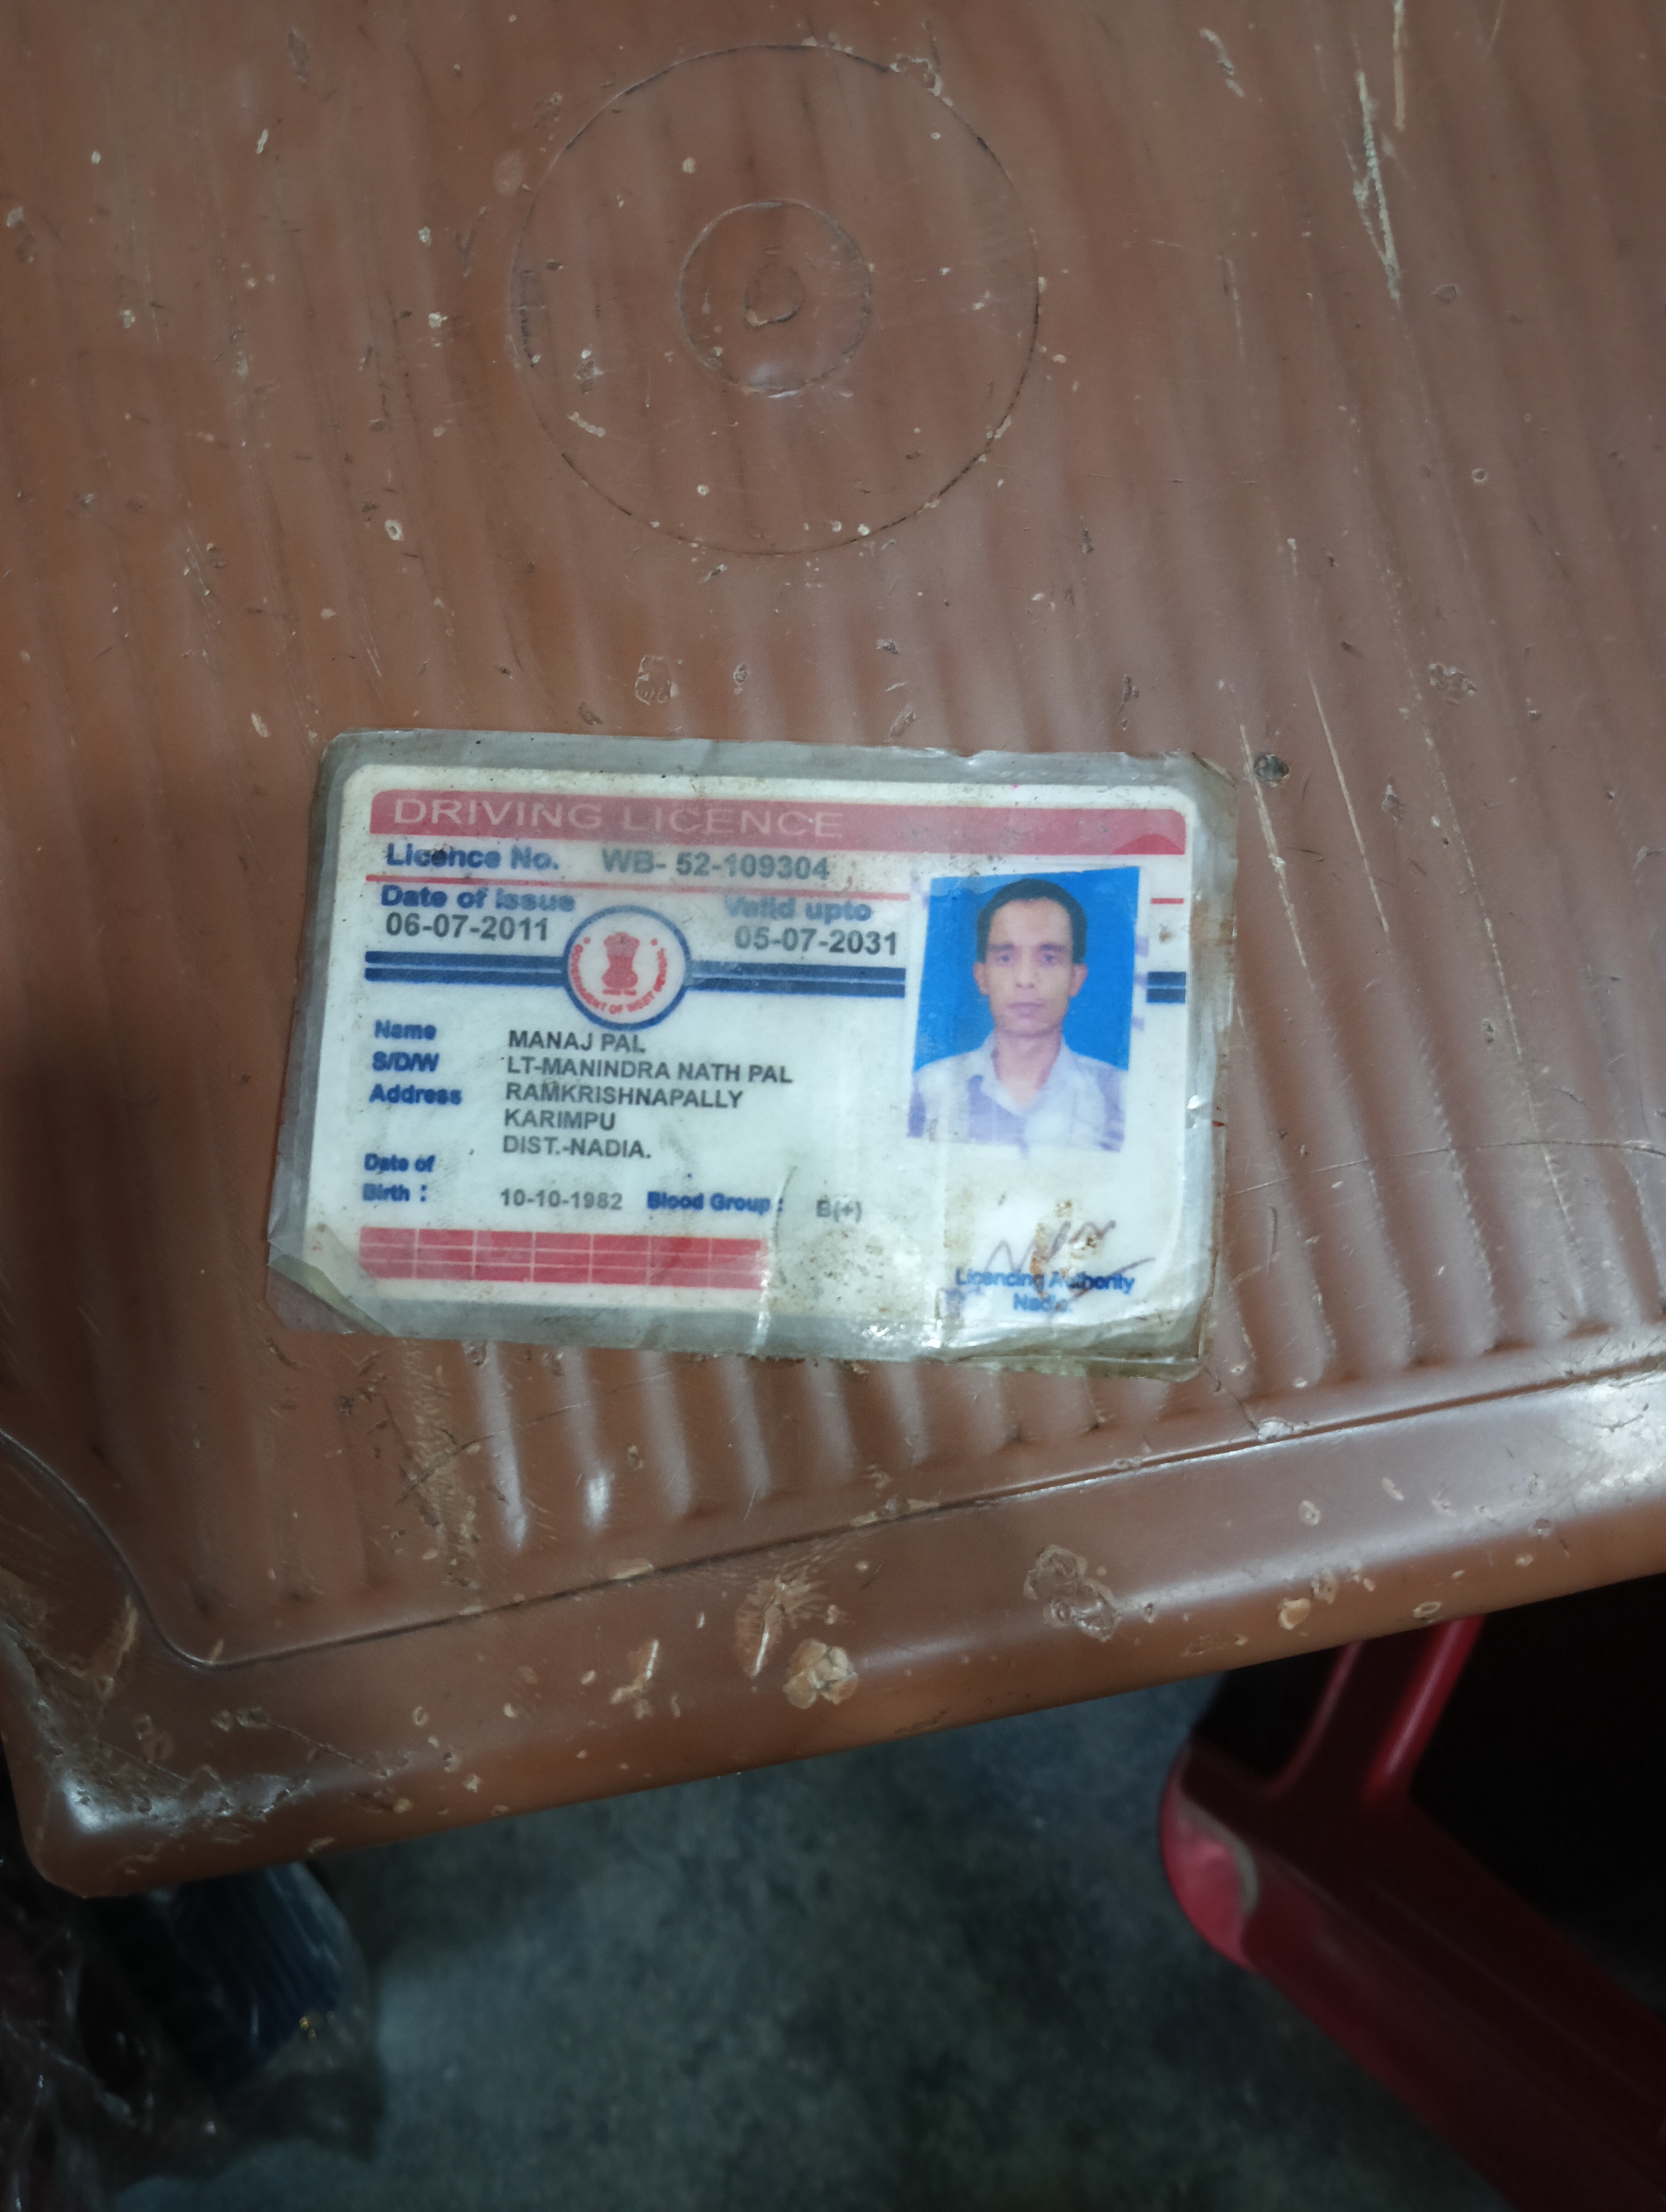 DRIVING LICENCE
Licence No. WB- 52-109304
Date of Issue Valid upto
06-07-2011 05-07-2031
GOVERNMENT OF WEST BENGAL
Name MANAJ PAL
S/D/W LT-MANINDRA NATH PAL
Address RAMKRISHNAPALLY
KARIMPU
DIST.-NADIA.
Date of
Birth : 10-10-1982 Blood Group : B(+)
Licencing Authority
Nadia